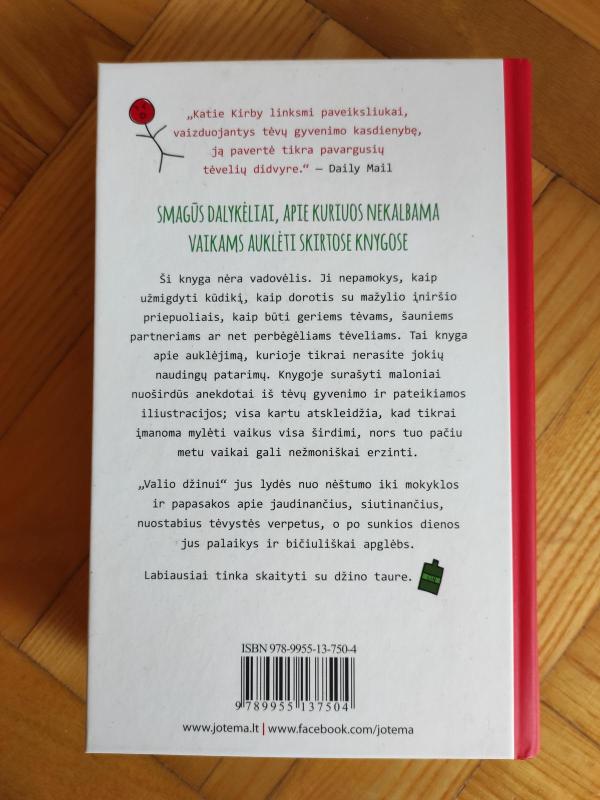 „Katie Kirby linksmi paveiksliukai,
vaizduojantys tėvų gyvenimo kasdienybę,
ją pavertė tikra pavargusių
tėvelių didvyre.“ — Daily Mail
SMAGŪS DALYKĖLIAI, APIE KURIUOS NEKALBAMA
VAIKAMS AUKLĖTI SKIRTOSE KNYGOSE
Ši knyga nėra vadovėlis. Ji nepamokys, kaip
užmigdyti kūdikį, kaip dorotis su mažylio įniršio
priepuoliais, kaip būti geriems tėvams, šauniems
partneriams ar net perbėgėliams tėveliams. Tai knyga
apie auklėjimą, kurioje tikrai nerasite jokių
naudingų patarimų. Knygoje surašyti maloniai
nuoširdūs anekdotai iš tėvų gyvenimo ir pateikiamos
iliustracijos; visa kartu atskleidžia, kad tikrai
įmanoma mylėti vaikus visa širdimi, nors tuo pačiu
metu vaikai gali nežmoniškai erzinti.
„Valio džinui“ jus lydės nuo nėštumo iki mokyklos
ir papasakos apie jaudinančius, siutinančius,
nuostabius tėvystės verpetus, o po sunkios dienos
jus palaikys ir bičiuliškai apglėbs.
Labiausiai tinka skaityti su džino taure.
ISBN 978-9955-13-750-4
9 789955 137504
www.jotema.lt | www.facebook.com/jotema